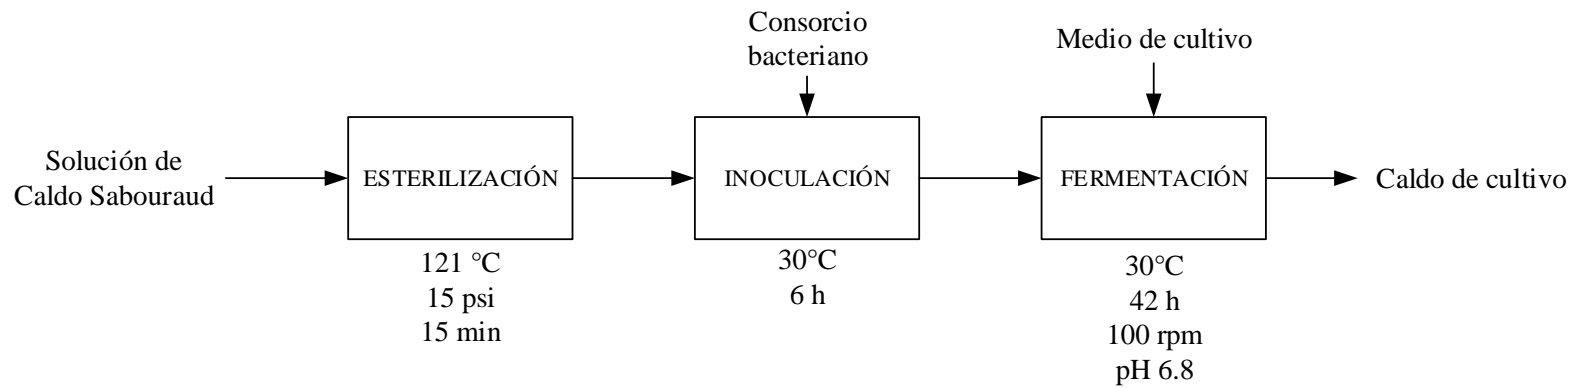 Consorcio
bacteriano
Medio de cultivo
Solución de
Caldo Sabouraud
ESTERILIZACIÓN
INOCULACIÓN
FERMENTACIÓN
Caldo de cultivo
121 °C
15 psi
15 min
30°C
6 h
30°C
42 h
100 rpm
pH 6.8